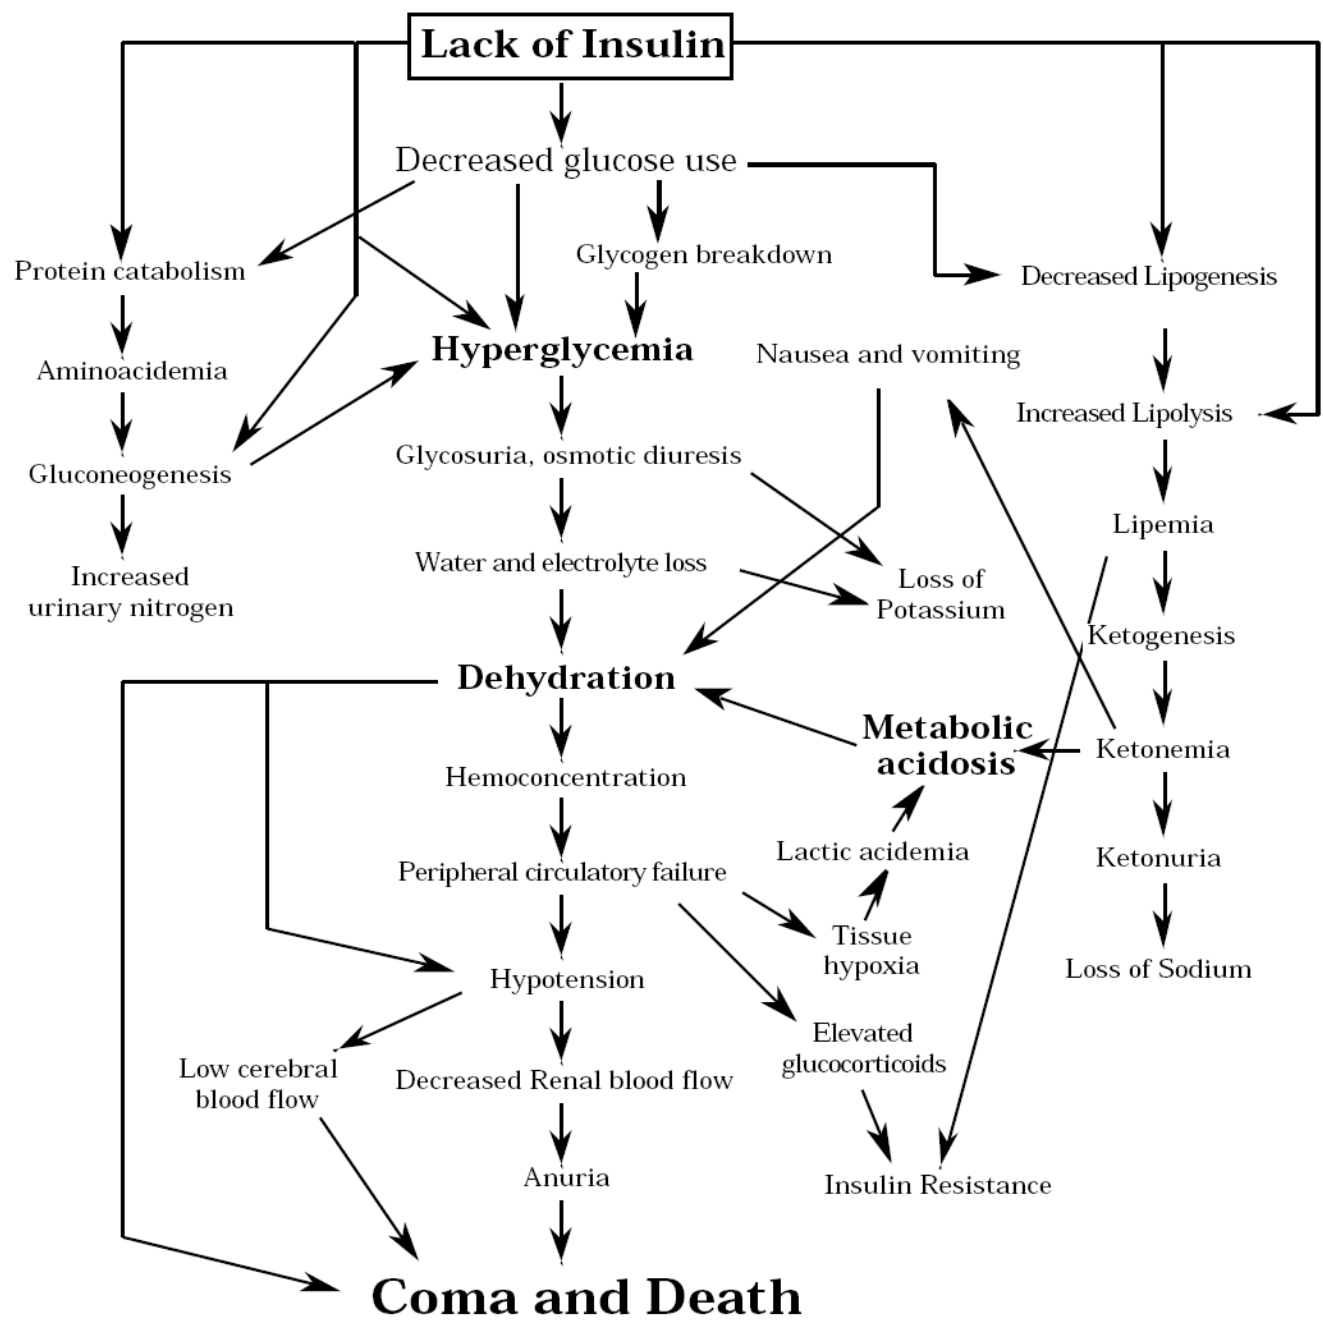 Lack of Insulin
Decreased glucose use
Glycogen breakdown
Protein catabolism
Decreased Lipogenesis
Hyperglycemia
Nausea and vomiting
Aminoacidemia
Increased Lipolysis
Glycosuria, osmotic diuresis
Gluconeogenesis
Lipemia
Water and electrolyte loss
Increased
urinary nitrogen
Loss of
Potassium
Ketogenesis
Dehydration
Metabolic
acidosis
Ketonemia
Hemoconcentration
Lactic acidemia
Ketonuria
Peripheral circulatory failure
Tissue
hypoxia
Loss of Sodium
Hypotension
Elevated
glucocorticoids
Low cerebral
blood flow
Decreased Renal blood flow
Anuria
Insulin Resistance
Coma and Death